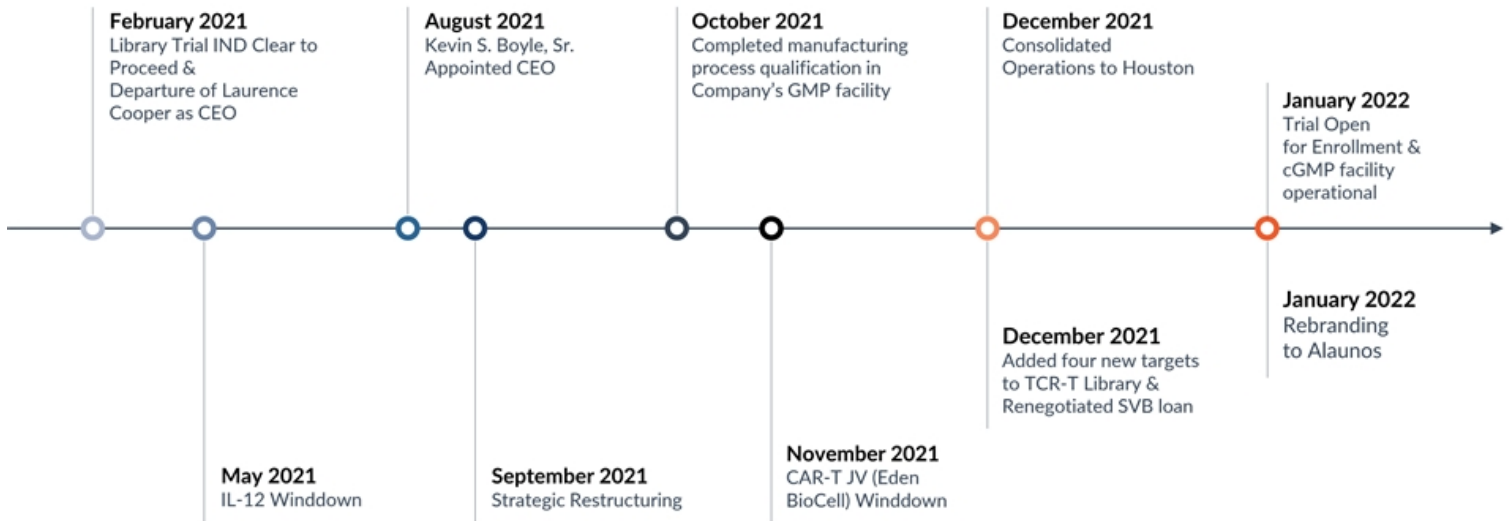 February 2021
Library Trial IND Clear to
Proceed &
Departure of Laurence
Cooper as CEO
August 2021
Kevin S. Boyle, Sr.
Appointed CEO
October 2021
Completed manufacturing
process qualification in
Company's GMP facility
December 2021
Consolidated
Operations to Houston
January 2022
Trial Open
for Enrollment &
cGMP facility
operational
May 2021
IL-12 Winddown
September 2021
Strategic Restructuring
November 2021
CAR-T JV (Eden
BioCell) Winddown
December 2021
Added four new targets
to TCR-T Library &
Renegotiated SVB loan
January 2022
Rebranding
to Alaunos